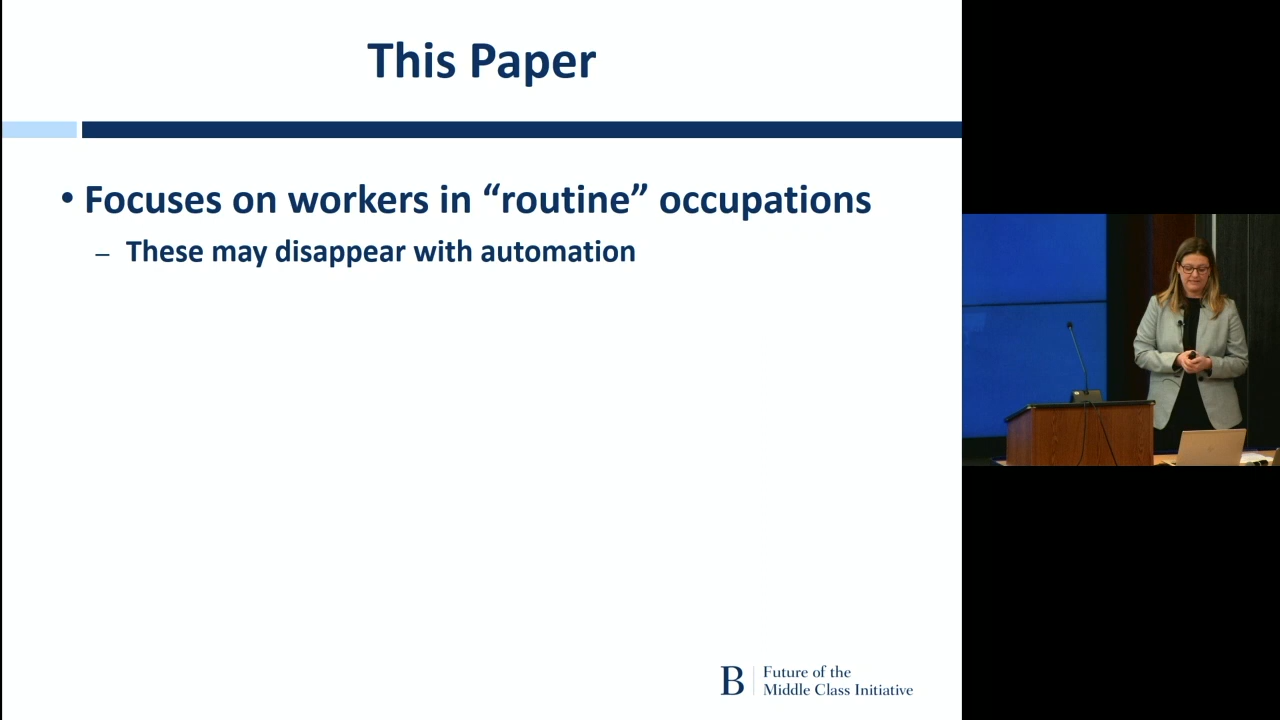 This Paper
• Focuses on workers in “routine” occupations
– These may disappear with automation
B
Future of the
Middle Class Initiative